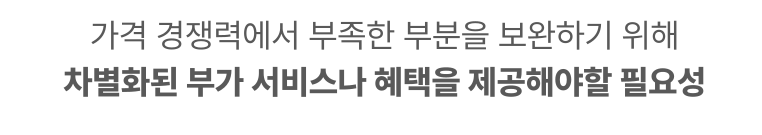 가격 경쟁력에서 부족한 부분을 보완하기 위해
차별화된 부가 서비스나 혜택을 제공해야할 필요성